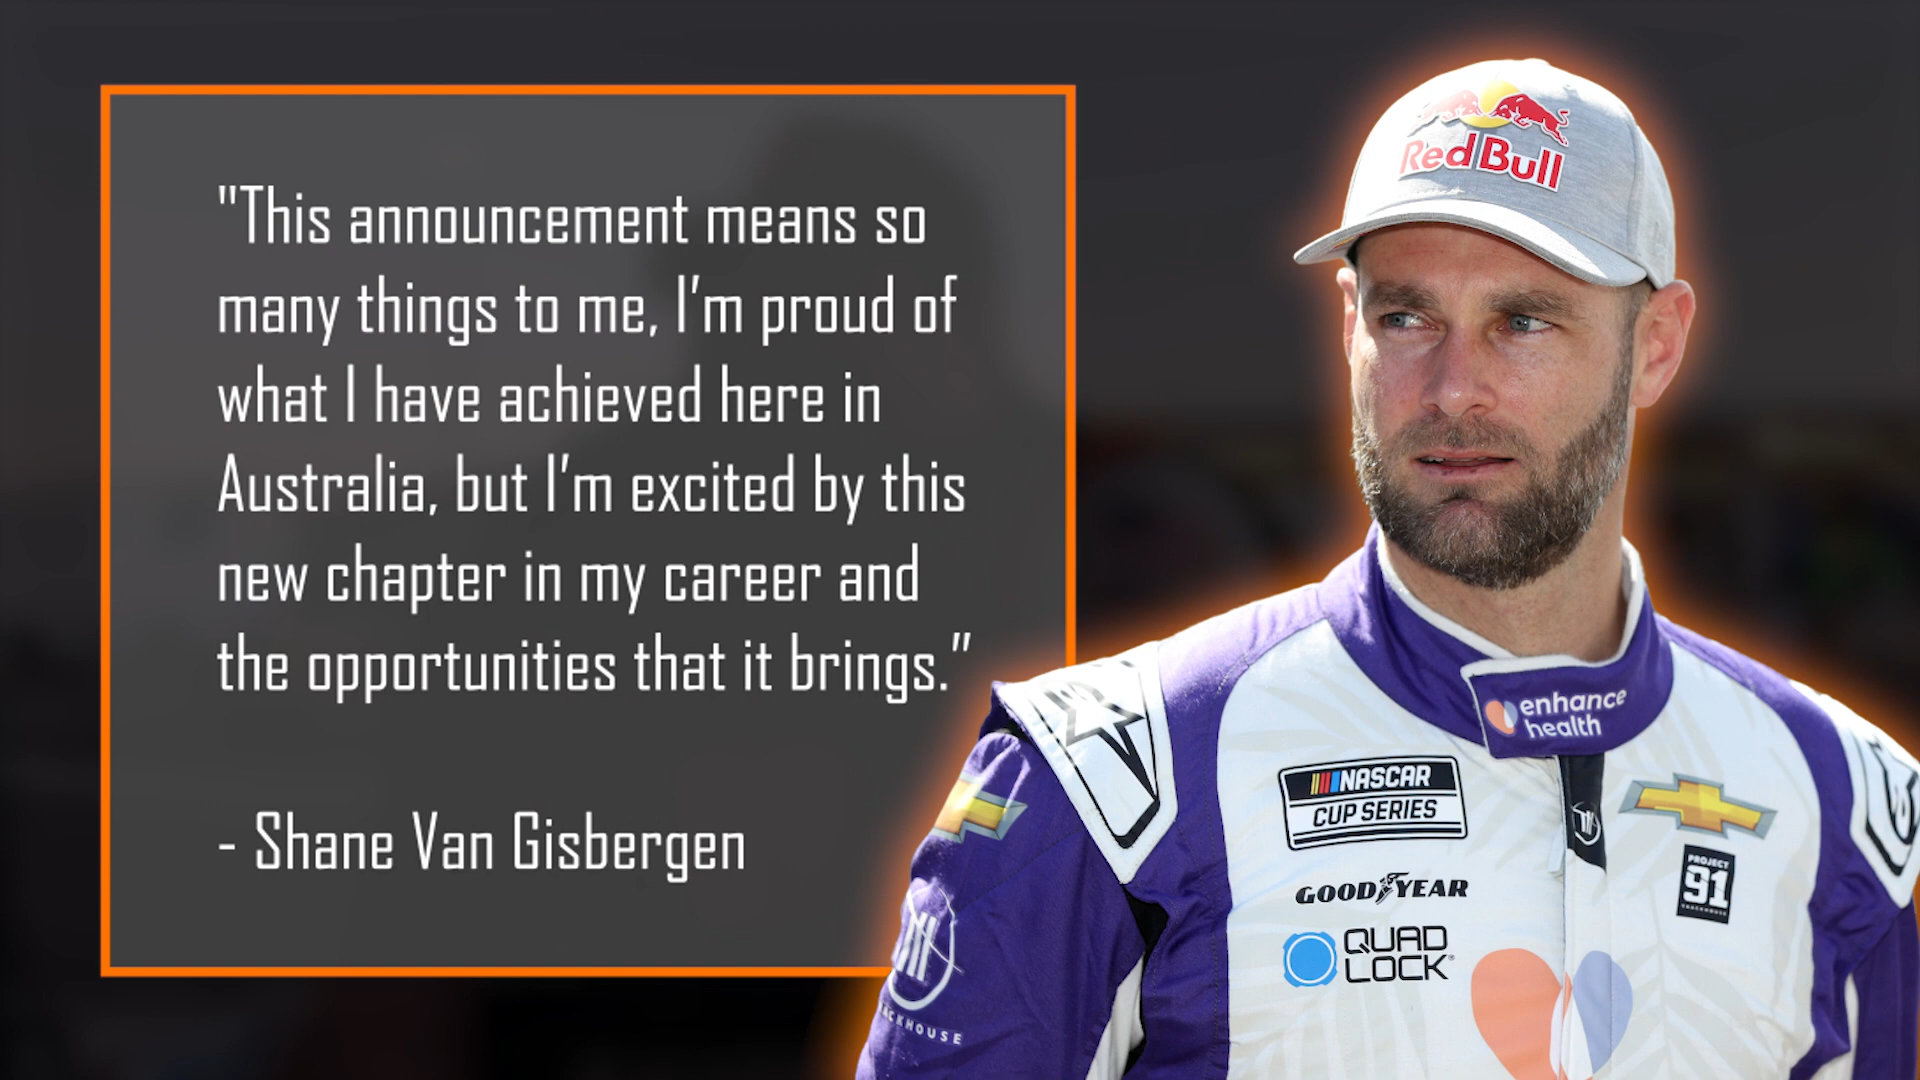 "This announcement means so
many things to me, I’m proud of
what I have achieved here in
Australia, but I’m excited by this
new chapter in my career and
the opportunities that it brings.”
- Shane Van Gisbergen
Red Bull
enhance
health
NASCAR
CUP SERIES
GOODYEAR
QUAD
LOCK®
PROJECT
91
TRACKHOUSE
ACKHOUSE